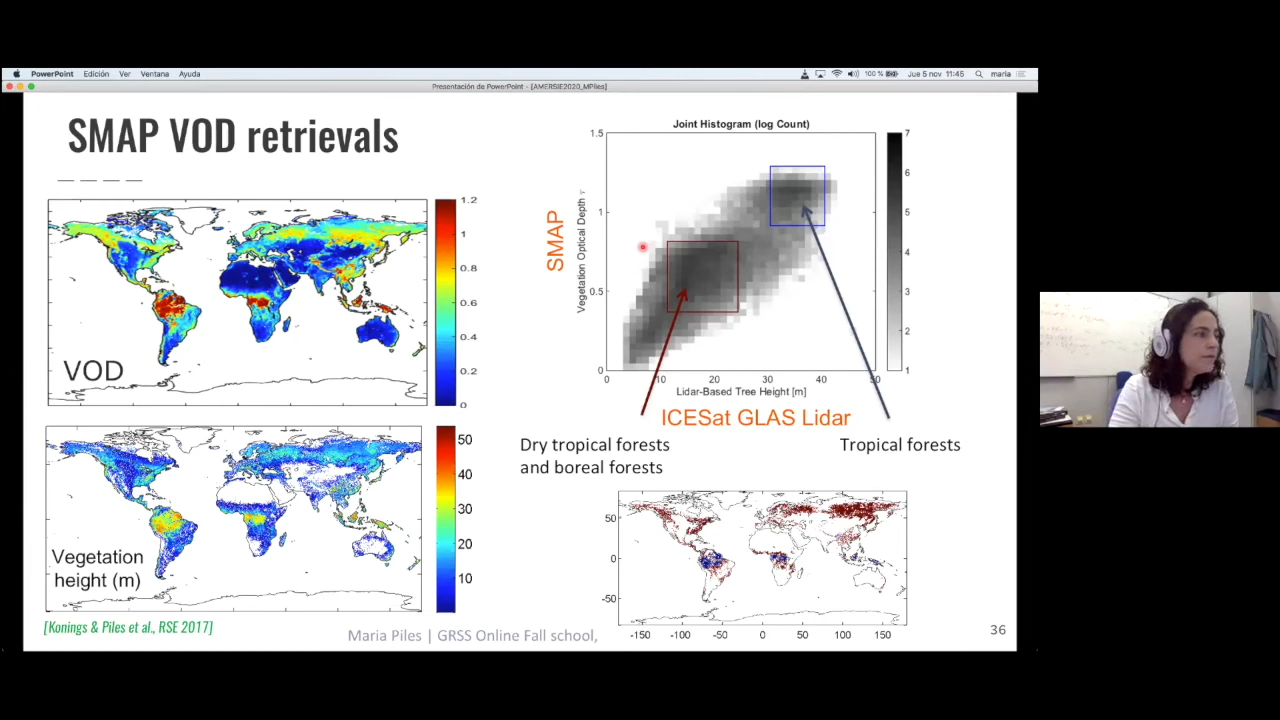 PowerPoint Edición Ver Ventana Ayuda
100 % Jue 5 nov 11:45 maria
Presentación de PowerPoint - [AMERSIE2020_MPiles]
SMAP VOD retrievals
1.2
1
0.8
0.6
0.4
0.2
0
VOD
50
40
30
20
10
Vegetation
height (m)
[Konings & Piles et al., RSE 2017]
Joint Histogram (log Count)
1.5
1
0.5
0
SMAP
Vegetation Optical Depth τ
0 10 20 30 40 50
Lidar-Based Tree Height [m]
7
6
5
4
3
2
1
ICESat GLAS Lidar
Dry tropical forests
and boreal forests
Tropical forests
50
0
-50
-150 -100 -50 0 50 100 150
Maria Piles | GRSS Online Fall school,
36